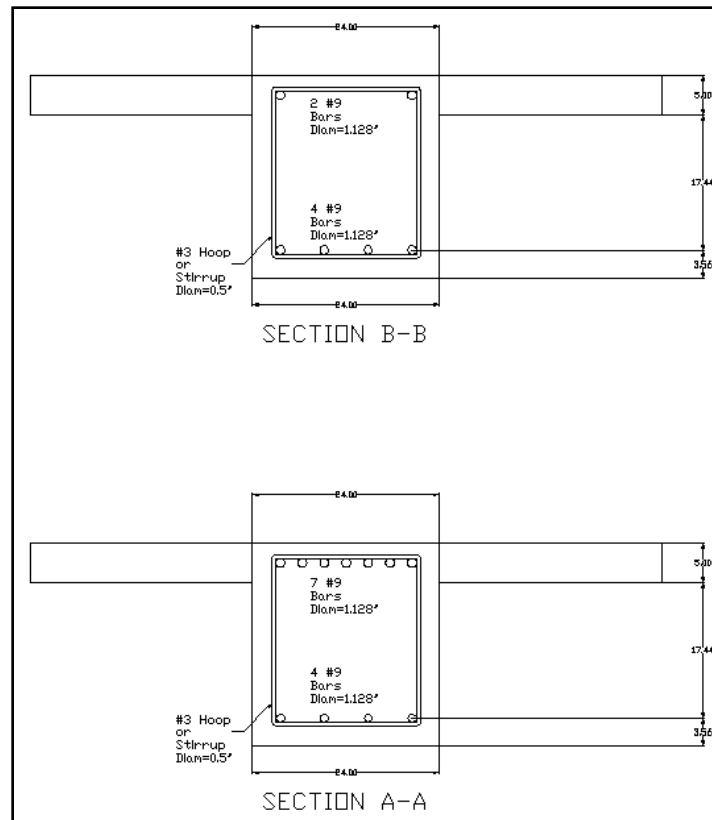 24.00
5.00
2 #9
Bars
Diam=1.128"
17.44
4 #9
Bars
Diam=1.128"
#3 Hoop
or
Stirrup
Diam=0.5"
3.56
24.00
SECTION B-B
24.00
5.00
7 #9
Bars
Diam=1.128"
17.44
4 #9
Bars
Diam=1.128"
#3 Hoop
or
Stirrup
Diam=0.5"
3.56
24.00
SECTION A-A